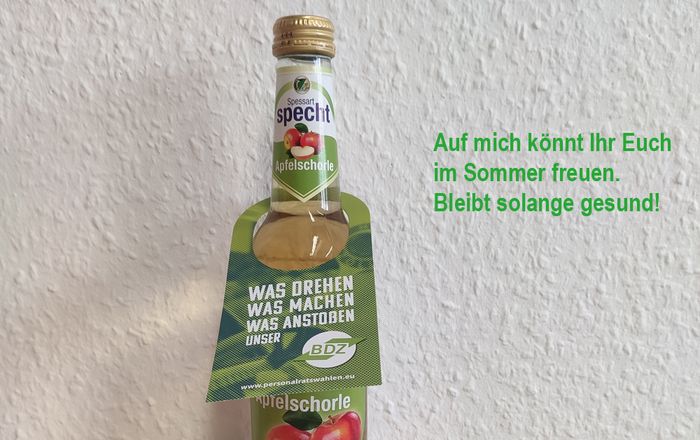 Spessart
specht
Apfelschorle
Auf mich könnt Ihr Euch
im Sommer freuen.
Bleibt solange gesund!
WAS DREHEN
WAS MACHEN
WAS ANSTOßEN
UNSER
BDZ
www.personalratswahlen.eu
Apfelschorle